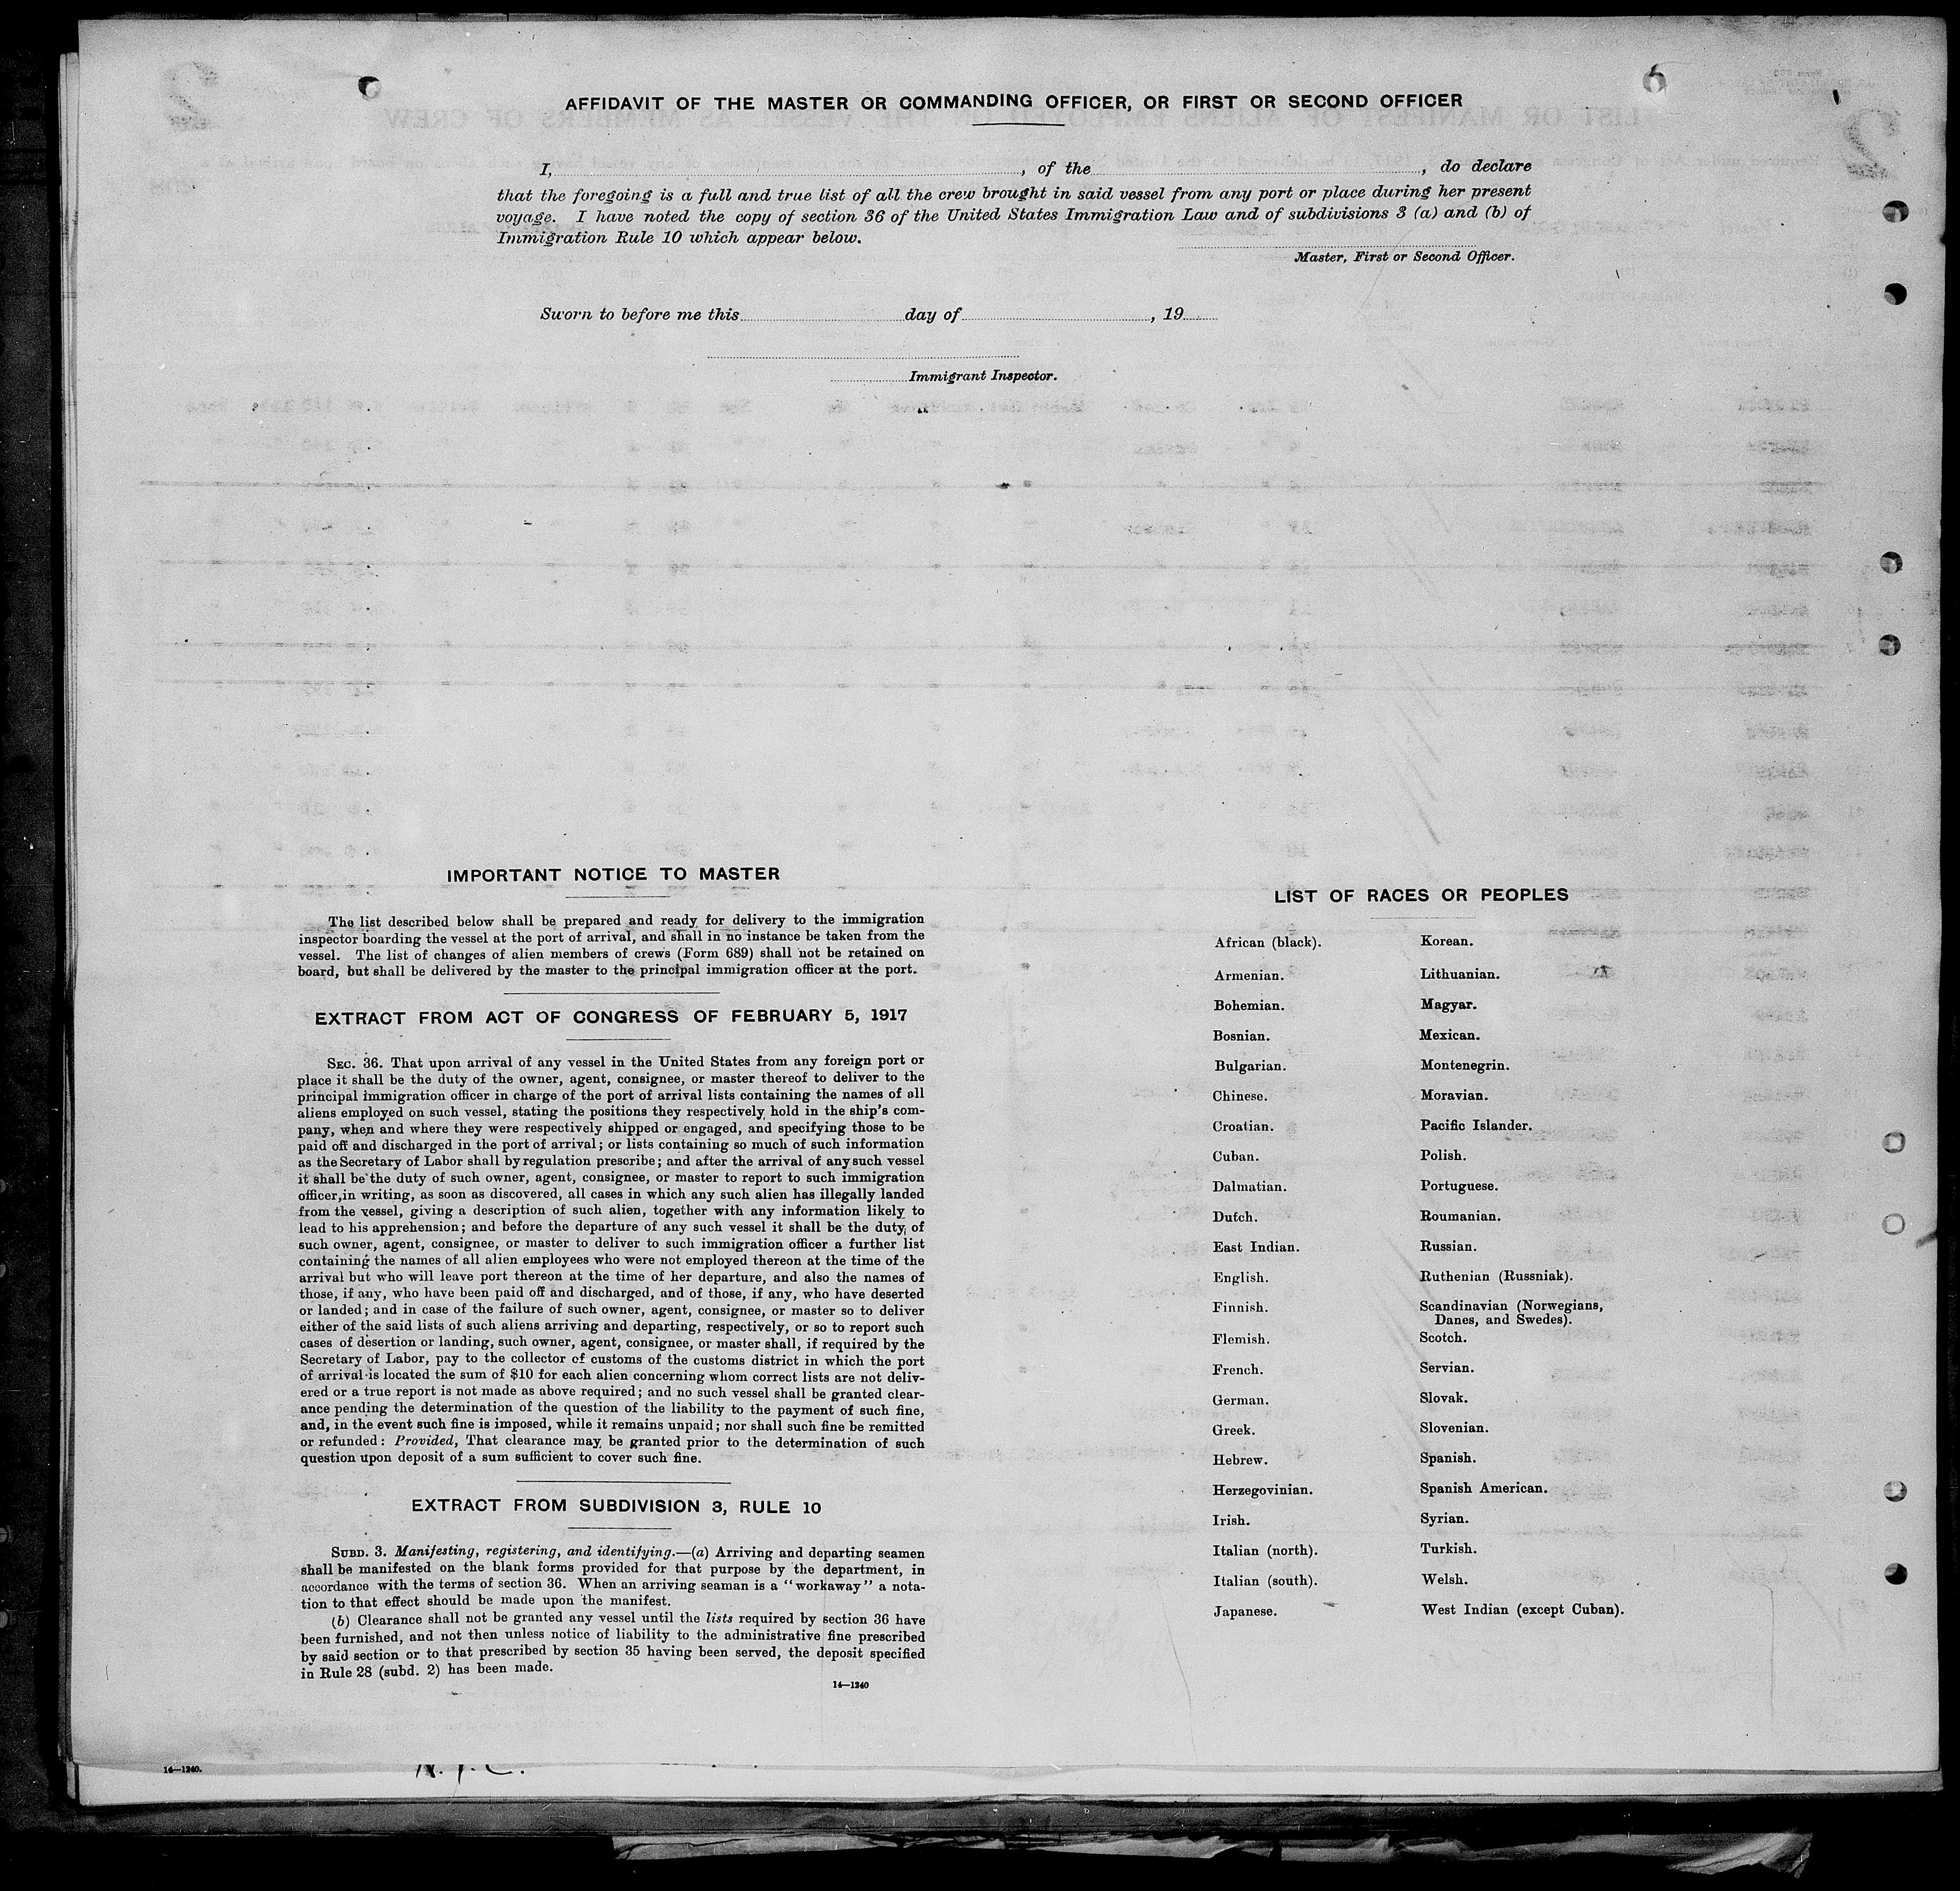 AFFIDAVIT OF THE MASTER OR COMMANDING OFFICER, OR FIRST OR SECOND OFFICER
I, , of the , do declare
that the foregoing is a full and true list of all the crew brought in said vessel from any port or place during her present
voyage. I have noted the copy of section 36 of the United States Immigration Law and of subdivisions 3 (a) and (b) of
Immigration Rule 10 which appear below.
Master, First or Second Officer.
Sworn to before me this day of , 19
Immigrant Inspector.
IMPORTANT NOTICE TO MASTER
The list described below shall be prepared and ready for delivery to the immigration
inspector boarding the vessel at the port of arrival, and shall in no instance be taken from the
vessel. The list of changes of alien members of crews (Form 689) shall not be retained on
board, but shall be delivered by the master to the principal immigration officer at the port.
EXTRACT FROM ACT OF CONGRESS OF FEBRUARY 5, 1917
SEC. 36. That upon arrival of any vessel in the United States from any foreign port or
place it shall be the duty of the owner, agent, consignee, or master thereof to deliver to the
principal immigration officer in charge of the port of arrival lists containing the names of all
aliens employed on such vessel, stating the positions they respectively hold in the ship's com-
pany, when and where they were respectively shipped or engaged, and specifying those to be
paid off and discharged in the port of arrival; or lists containing so much of such information
as the Secretary of Labor shall by regulation prescribe; and after the arrival of any such vessel
it shall be the duty of such owner, agent, consignee, or master to report to such immigration
officer, in writing, as soon as discovered, all cases in which any such alien has illegally landed
from the vessel, giving a description of such alien, together with any information likely to
lead to his apprehension; and before the departure of any such vessel it shall be the duty of
such owner, agent, consignee, or master to deliver to such immigration officer a further list
containing the names of all alien employees who were not employed thereon at the time of the
arrival but who will leave port thereon at the time of her departure, and also the names of
those, if any, who have been paid off and discharged, and of those, if any, who have deserted
or landed; and in case of the failure of such owner, agent, consignee, or master so to deliver
either of the said lists of such aliens arriving and departing, respectively, or so to report such
cases of desertion or landing, such owner, agent, consignee, or master shall, if required by the
Secretary of Labor, pay to the collector of customs of the customs district in which the port
of arrival is located the sum of $10 for each alien concerning whom correct lists are not deliv-
ered or a true report is not made as above required; and no such vessel shall be granted clear-
ance pending the determination of the question of the liability to the payment of such fine,
and, in the event such fine is imposed, while it remains unpaid; nor shall such fine be remitted
or refunded: Provided, That clearance may be granted prior to the determination of such
question upon deposit of a sum sufficient to cover such fine.
EXTRACT FROM SUBDIVISION 3, RULE 10
SUBD. 3. Manifesting, registering, and identifying.—(a) Arriving and departing seamen
shall be manifested on the blank forms provided for that purpose by the department, in
accordance with the terms of section 36. When an arriving seaman is a "workaway" a nota-
tion to that effect should be made upon the manifest.
(b) Clearance shall not be granted any vessel until the lists required by section 36 have
been furnished, and not then unless notice of liability to the administrative fine prescribed
by said section or to that prescribed by section 35 having been served, the deposit specified
in Rule 28 (subd. 2) has been made.
14—1240
LIST OF RACES OR PEOPLES
African (black).
Armenian.
Bohemian.
Bosnian.
Bulgarian.
Chinese.
Croatian.
Cuban.
Dalmatian.
Dutch.
East Indian.
English.
Finnish.
Flemish.
French.
German.
Greek.
Hebrew.
Herzegovinian.
Irish.
Italian (north).
Italian (south).
Japanese.
Korean.
Lithuanian.
Magyar.
Mexican.
Montenegrin.
Moravian.
Pacific Islander.
Polish.
Portuguese.
Roumanian.
Russian.
Ruthenian (Russniak).
Scandinavian (Norwegians,
Danes, and Swedes).
Scotch.
Servian.
Slovak.
Slovenian.
Spanish.
Spanish American.
Syrian.
Turkish.
Welsh.
West Indian (except Cuban).
14—1240.